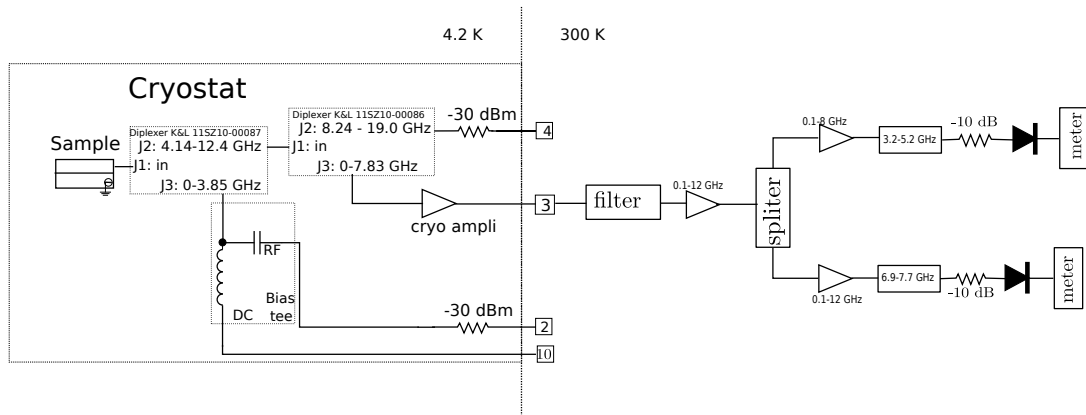 4.2 K
300 K
Cryostat
Diplexer K&L 11SZ10-00086
J2: 8.24 - 19.0 GHz
J1: in
J3: 0-7.83 GHz
-30 dBm
4
Sample
Diplexer K&L 11SZ10-00087
J2: 4.14-12.4 GHz
J1: in
J3: 0-3.85 GHz
cryo ampli
3
RF
Bias
tee
DC
-30 dBm
2
10
filter
0.1-12 GHz
spliter
0.1-8 GHz
3.2-5.2 GHz
-10 dB
meter
0.1-12 GHz
6.9-7.7 GHz
-10 dB
meter